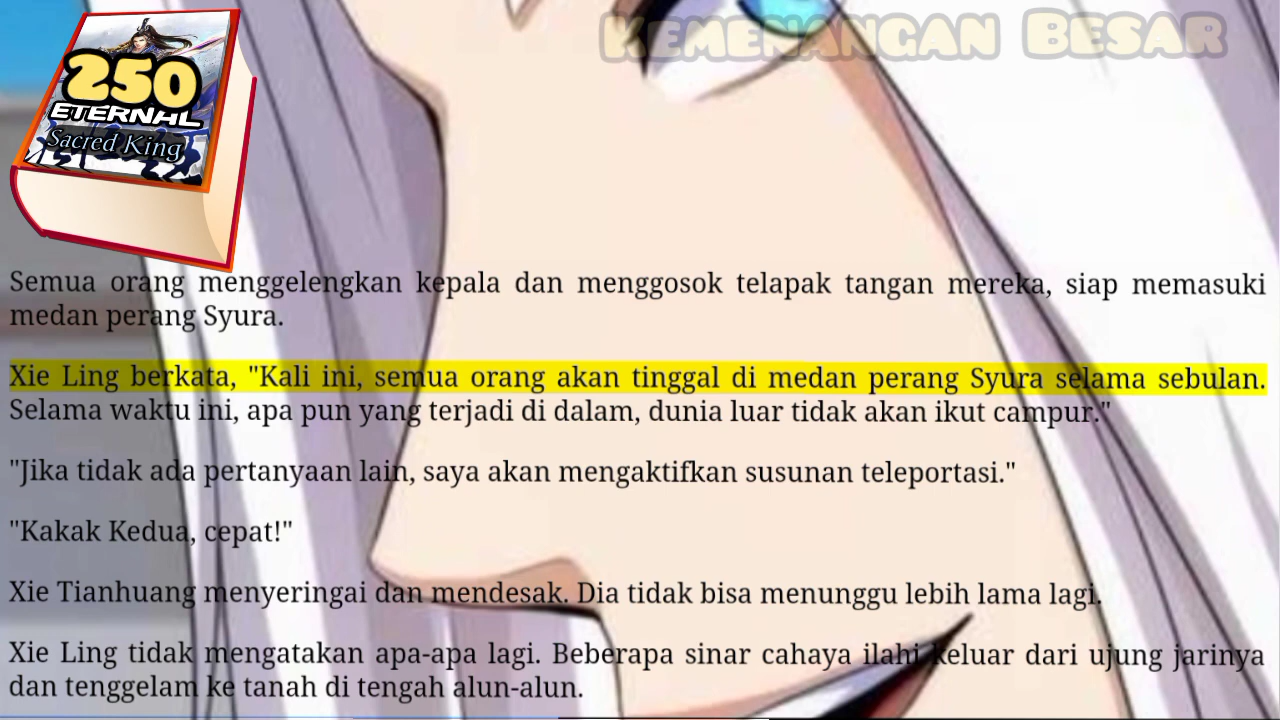 Kemenangan Besar
250
ETERNAL
Sacred King
Semua orang menggelengkan kepala dan menggosok telapak tangan mereka, siap memasuki
medan perang Syura.
Xie Ling berkata, "Kali ini, semua orang akan tinggal di medan perang Syura selama sebulan.
Selama waktu ini, apa pun yang terjadi di dalam, dunia luar tidak akan ikut campur."
"Jika tidak ada pertanyaan lain, saya akan mengaktifkan susunan teleportasi."
"Kakak Kedua, cepat!"
Xie Tianhuang menyeringai dan mendesak. Dia tidak bisa menunggu lebih lama lagi.
Xie Ling tidak mengatakan apa-apa lagi. Beberapa sinar cahaya ilahi keluar dari ujung jarinya
dan tenggelam ke tanah di tengah alun-alun.